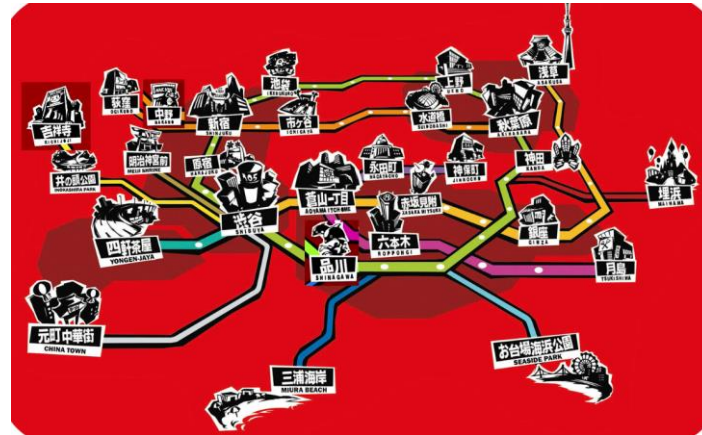 池袋
IKEBUKURO
上野
UENO
浅草
ASAKUSA
荻窪
OGIKUBO
中野
NAKANO
新宿
SHINJUKU
市ヶ谷
ICHIGAYA
水道橋
SUIDOBASHI
秋葉原
AKIHABARA
吉祥寺
KICHIJOJI
明治神宮前
MEIJI SHRINE
原宿
HARAJUKU
永田町
NAGATACHO
神保町
JINBOCHO
神田
KANDA
井の頭公園
INOKASHIRA PARK
渋谷
SHIBUYA
青山一丁目
AOYAMA ITCHOME
赤坂見附
AKASAKA MITSUKE
埋浜
MAIHAMA
四軒茶屋
YONGEN-JAYA
六本木
ROPPONGI
銀座
GINZA
品川
SHINAGAWA
月島
TSUKISHIMA
元町中華街
CHINA TOWN
三浦海岸
MIURA BEACH
お台場海浜公園
SEASIDE PARK